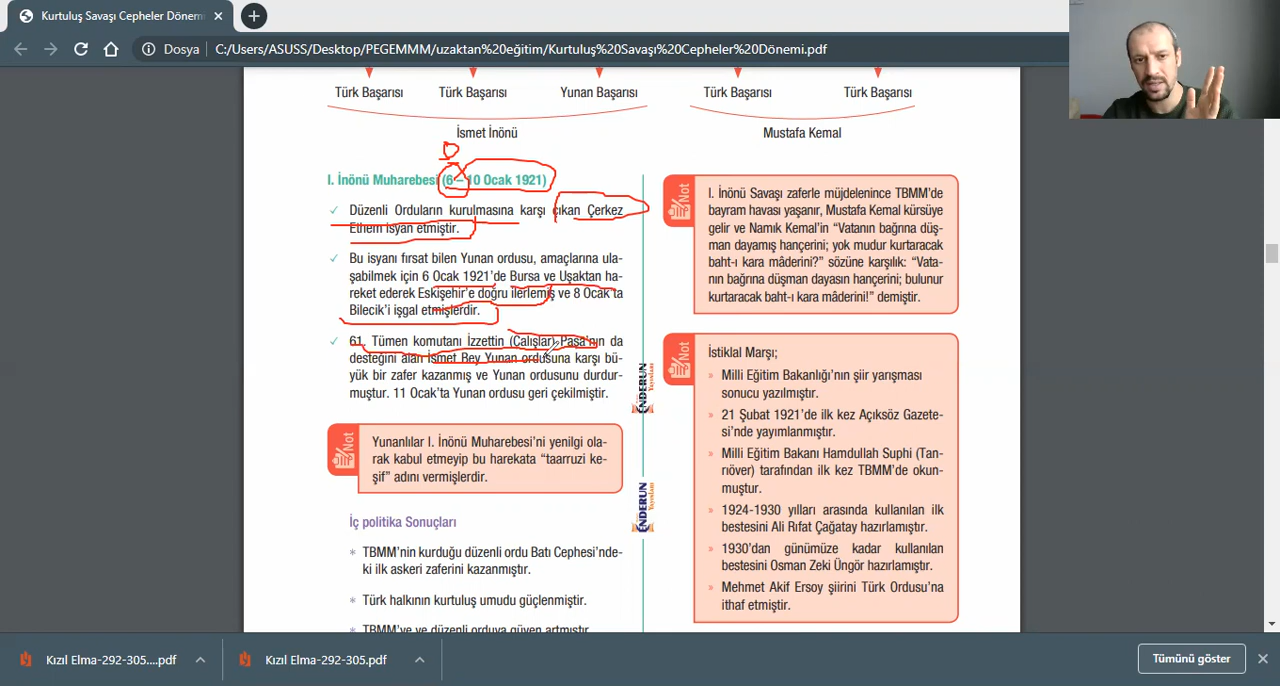 Kurtuluş Savaşı Cepheler Dönem
Dosya
C:/Users/ASUSS/Desktop/PEGEMMM/uzaktan%20eğitim/Kurtuluş%20Savaşı%20Cepheler%20Dönemi.pdf
Türk Başarısı Türk Başarısı Yunan Başarısı Türk Başarısı Türk Başarısı
İsmet İnönü Mustafa Kemal
I. İnönü Muharebesi (6 – 10 Ocak 1921)
Düzenli Orduların kurulmasına karşı çıkan Çerkez
Ethem isyan etmiştir.
Bu isyanı fırsat bilen Yunan ordusu, amaçlarına ula-
şabilmek için 6 Ocak 1921'de Bursa ve Uşaktan ha-
reket ederek Eskişehir'e doğru ilerlemiş ve 8 Ocak'ta
Bilecik'i işgal etmişlerdir.
61. Tümen komutanı İzzettin (Çalışlar) Paşa'nın da
desteğini alan İsmet Bey Yunan ordusuna karşı bü-
yük bir zafer kazanmış ve Yunan ordusunu durdur-
muştur. 11 Ocak'ta Yunan ordusu geri çekilmiştir.
Not
Yunanlılar I. İnönü Muharebesi'ni yenilgi ola-
rak kabul etmeyip bu harekata "taarruzi ke-
şif" adını vermişlerdir.
İç politika Sonuçları
* TBMM'nin kurduğu düzenli ordu Batı Cephesi'nde-
ki ilk askeri zaferini kazanmıştır.
* Türk halkının kurtuluş umudu güçlenmiştir.
* TBMM'ye ve düzenli orduya güven artmıştır
ENDERUN
Yayınları
ENDERUN
Yayınları
Not
I. İnönü Savaşı zaferle müjdelenince TBMM'de
bayram havası yaşanır, Mustafa Kemal kürsüye
gelir ve Namık Kemal'in "Vatanın bağrına düş-
man dayamış hançerini; yok mudur kurtaracak
baht-ı kara mâderini?" sözüne karşılık: "Vata-
nın bağrına düşman dayasın hançerini; bulunur
kurtaracak baht-ı kara mâderini!" demiştir.
Not
İstiklal Marşı;
» Milli Eğitim Bakanlığı'nın şiir yarışması
sonucu yazılmıştır.
» 21 Şubat 1921'de ilk kez Açıksöz Gazete-
si'nde yayımlanmıştır.
» Milli Eğitim Bakanı Hamdullah Suphi (Tan-
rıöver) tarafından ilk kez TBMM'de okun-
muştur.
» 1924-1930 yılları arasında kullanılan ilk
bestesini Ali Rıfat Çağatay hazırlamıştır.
» 1930'dan günümüze kadar kullanılan
bestesini Osman Zeki Üngör hazırlamıştır.
» Mehmet Akif Ersoy şiirini Türk Ordusu'na
ithaf etmiştir.
Kızıl Elma-292-305....pdf
Kızıl Elma-292-305.pdf
Tümünü göster